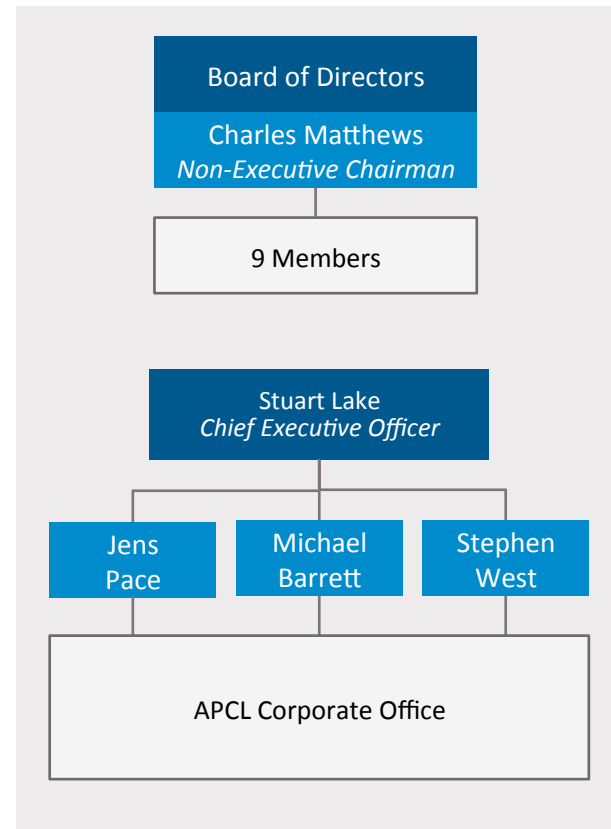 Board of Directors
Charles Matthews
Non-Executive Chairman
9 Members
Stuart Lake
Chief Executive Officer
Jens
Pace
Michael
Barrett
Stephen
West
APCL Corporate Office